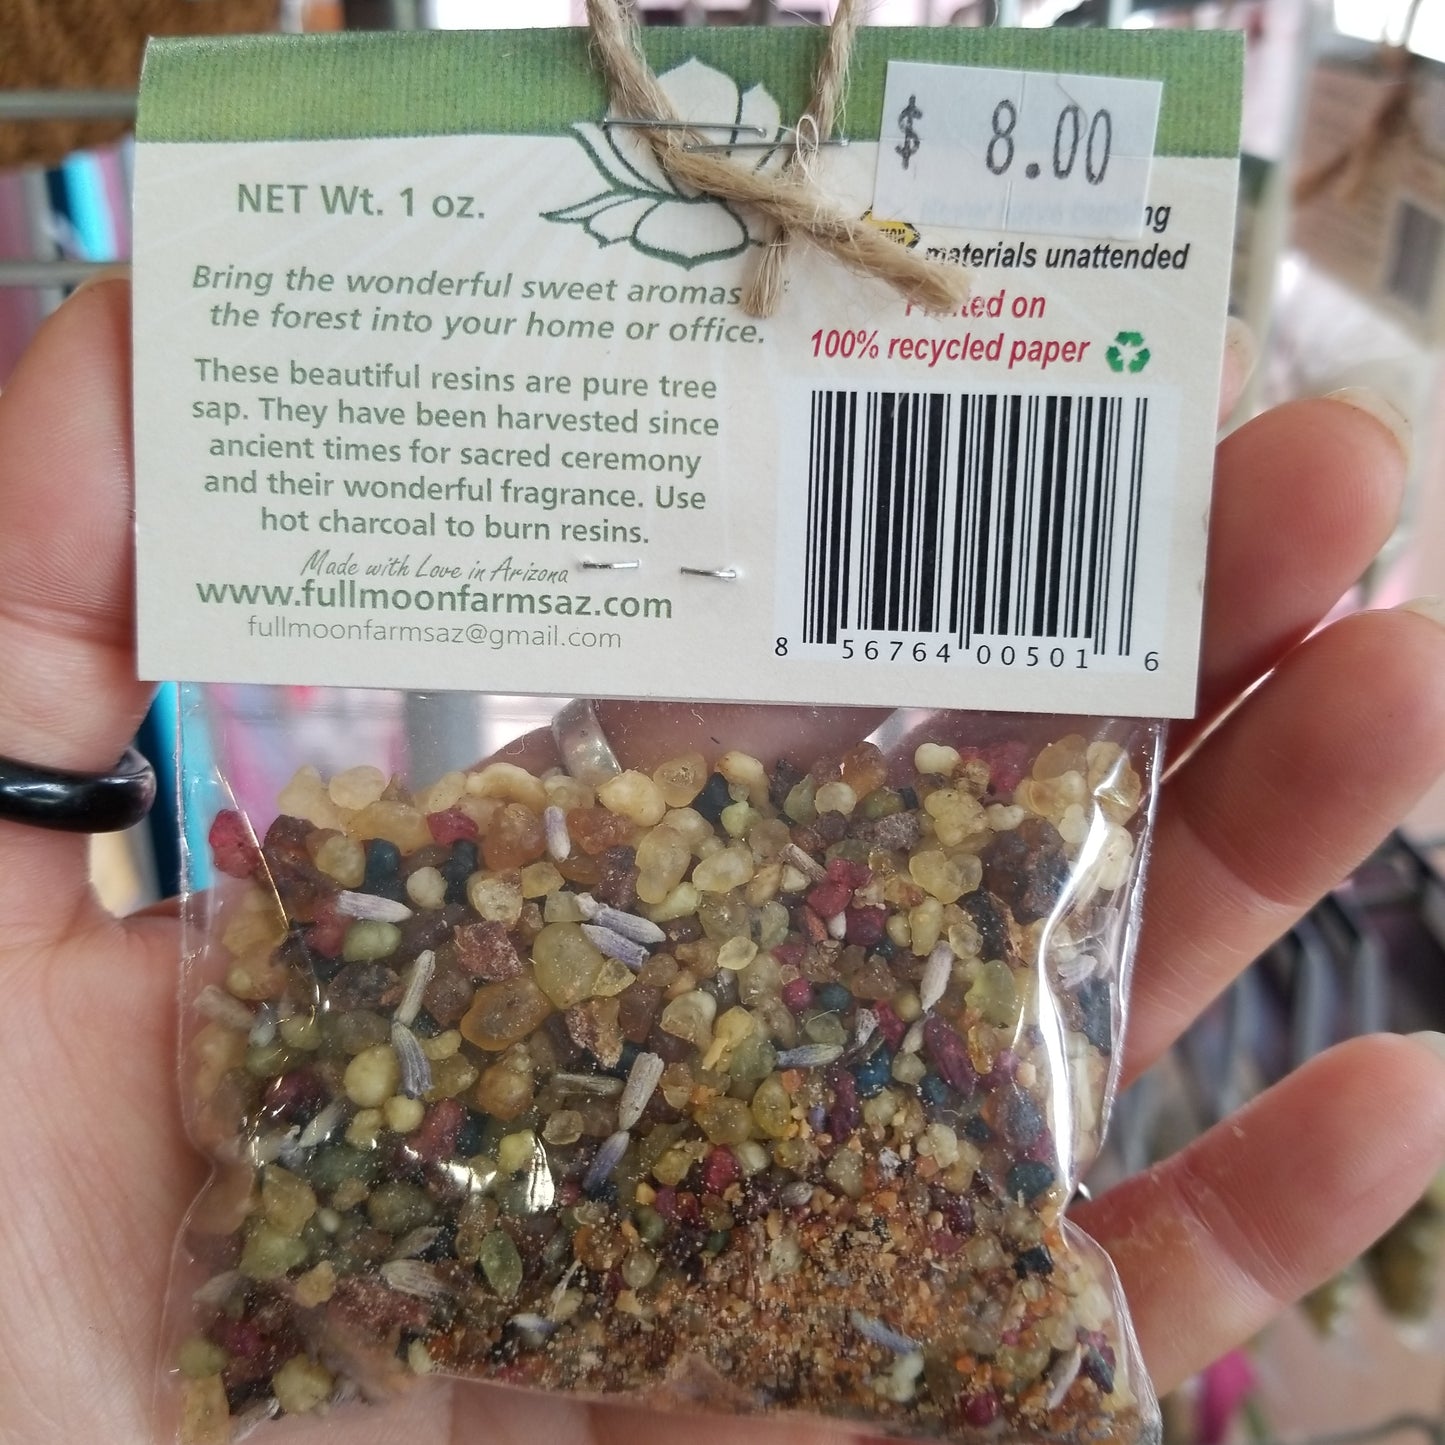 $ 8.00
NET Wt. 1 oz.
Bring the wonderful sweet aromas
the forest into your home or office.
These beautiful resins are pure tree
sap. They have been harvested since
ancient times for sacred ceremony
and their wonderful fragrance. Use
hot charcoal to burn resins.
Made with Love in Arizona
www.fullmoonfarmsaz.com
fullmoonfarmsaz@gmail.com
materials unattended
Printed on
100% recycled paper
8 56764 00501 6